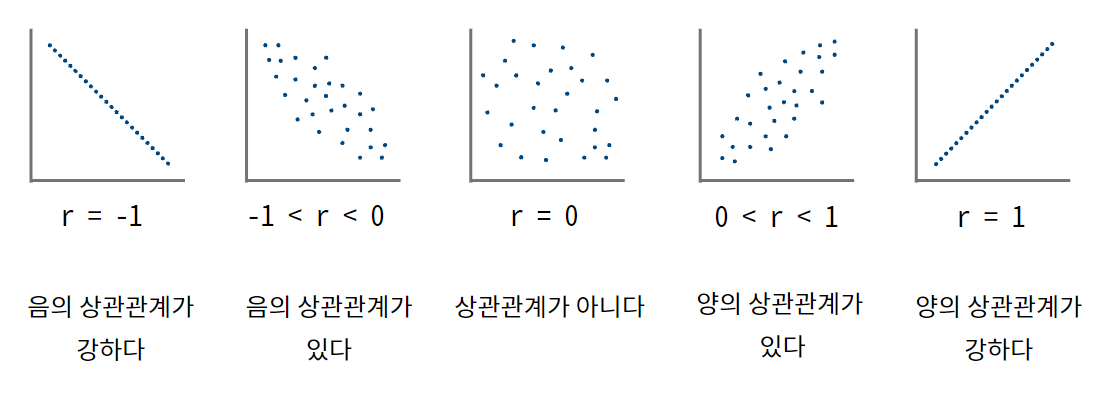 r = -1
-1 < r < 0
r = 0
0 < r < 1
r = 1
음의 상관관계가
강하다
음의 상관관계가
있다
상관관계가 아니다
양의 상관관계가
있다
양의 상관관계가
강하다